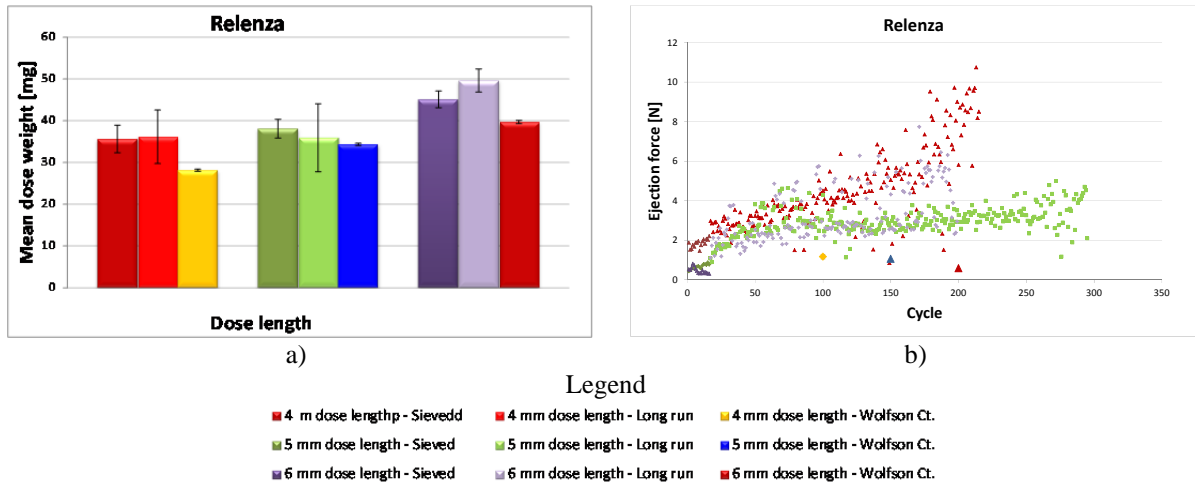 Relenza
Mean dose weight [mg]
60
50
40
30
20
10
0
Dose length
a)
Relenza
Ejection force [N]
12
10
8
6
4
2
0
0 50 100 150 200 250 300 350
Cycle
b)
Legend
4 m dose lengthp - Sievedd
4 mm dose length - Long run
4 mm dose length - Wolfson Ct.
5 mm dose length - Sieved
5 mm dose length - Long run
5 mm dose length - Wolfson Ct.
6 mm dose length - Sieved
6 mm dose length - Long run
6 mm dose length - Wolfson Ct.